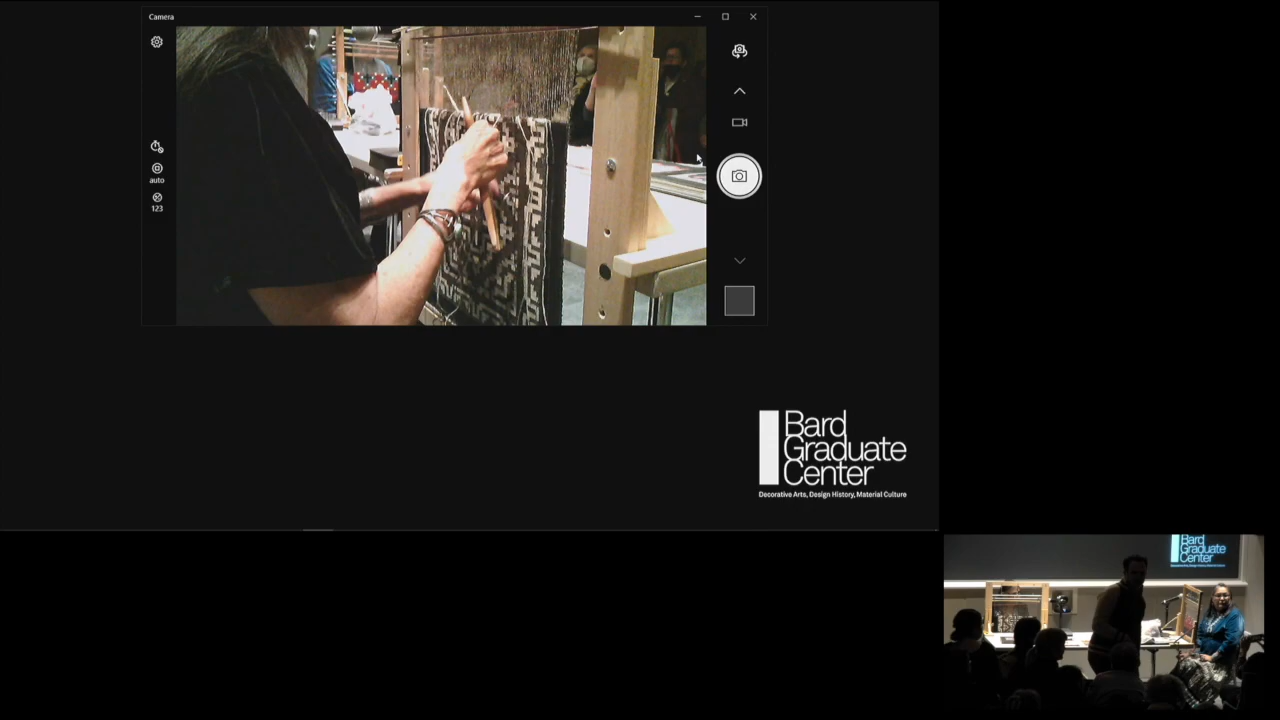 Camera
auto
123
Bard
Graduate
Center
Decorative Arts, Design History, Material Culture
Bard
Graduate
Center